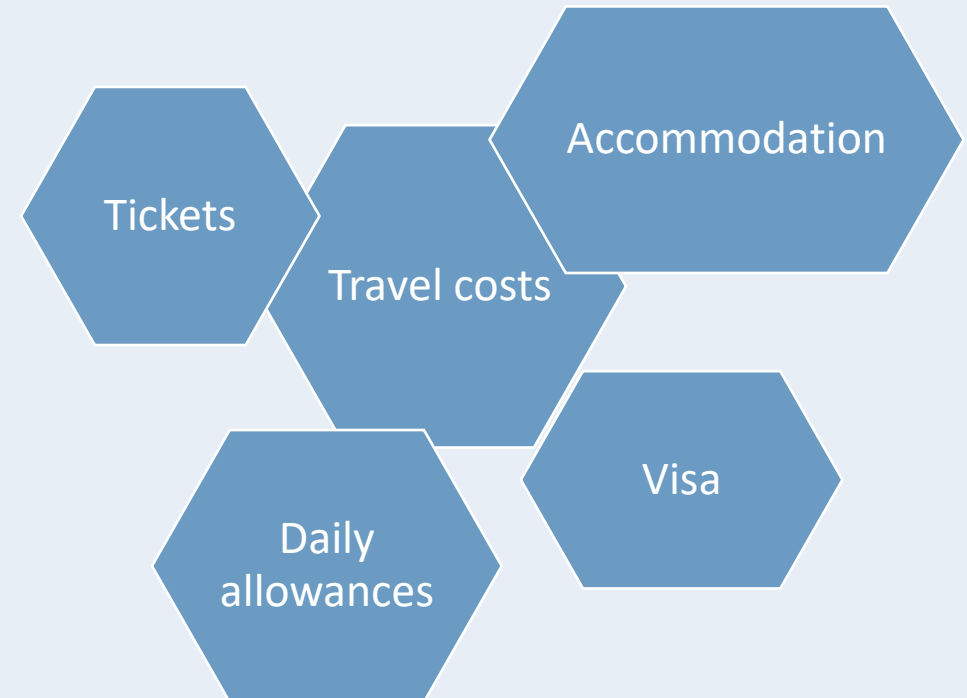 Accommodation
Tickets
Travel costs
Visa
Daily
allowances